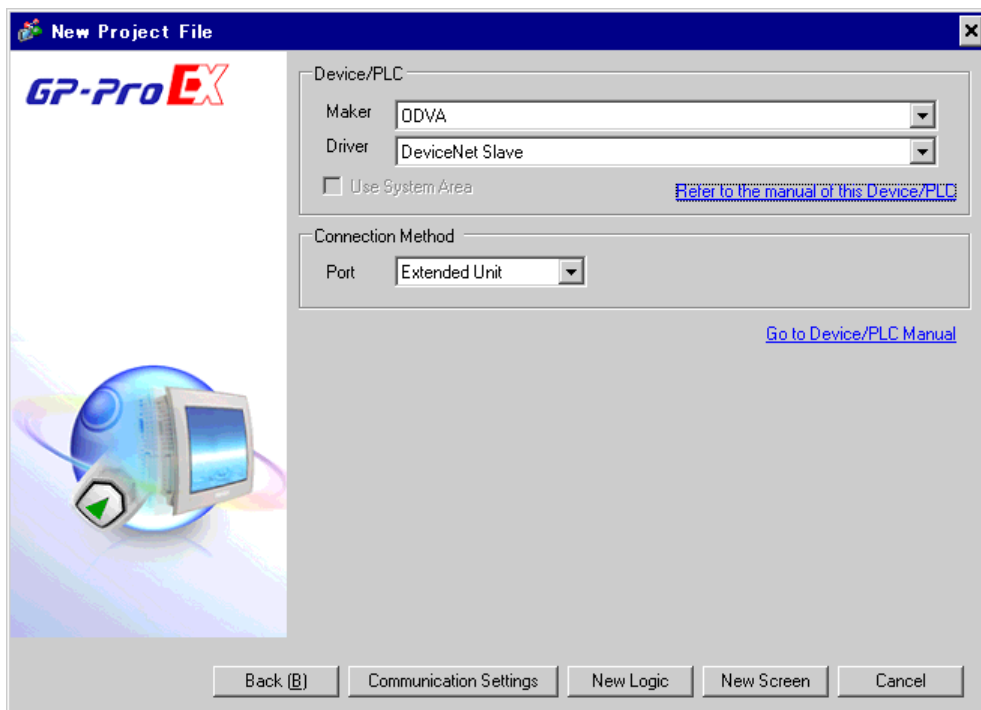 New Project File
GP-Pro EX
Device/PLC
Maker ODVA
Driver DeviceNet Slave
Use System Area Refer to the manual of this Device/PLC
Connection Method
Port Extended Unit
Go to Device/PLC Manual
Back (B) Communication Settings New Logic New Screen Cancel